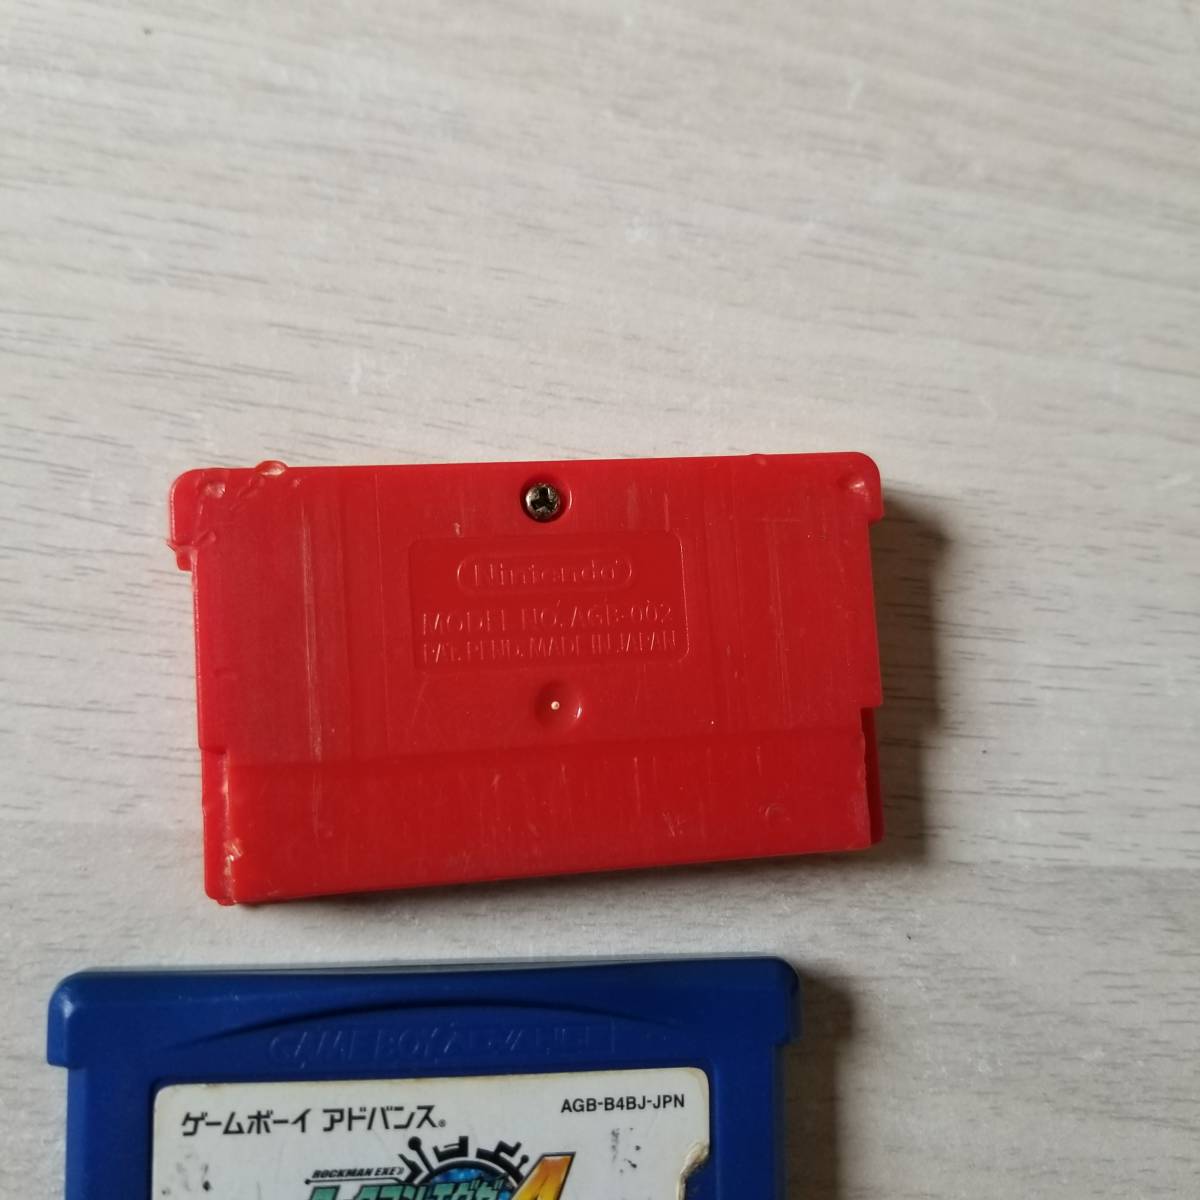 Nintendo
MODEL NO. AGB-002
PAT. PEND. MADE IN JAPAN
GAME BOY ADVANCE
ゲームボーイ アドバンス®
AGB-B4BJ-JPN
ROCKMAN EXE 4